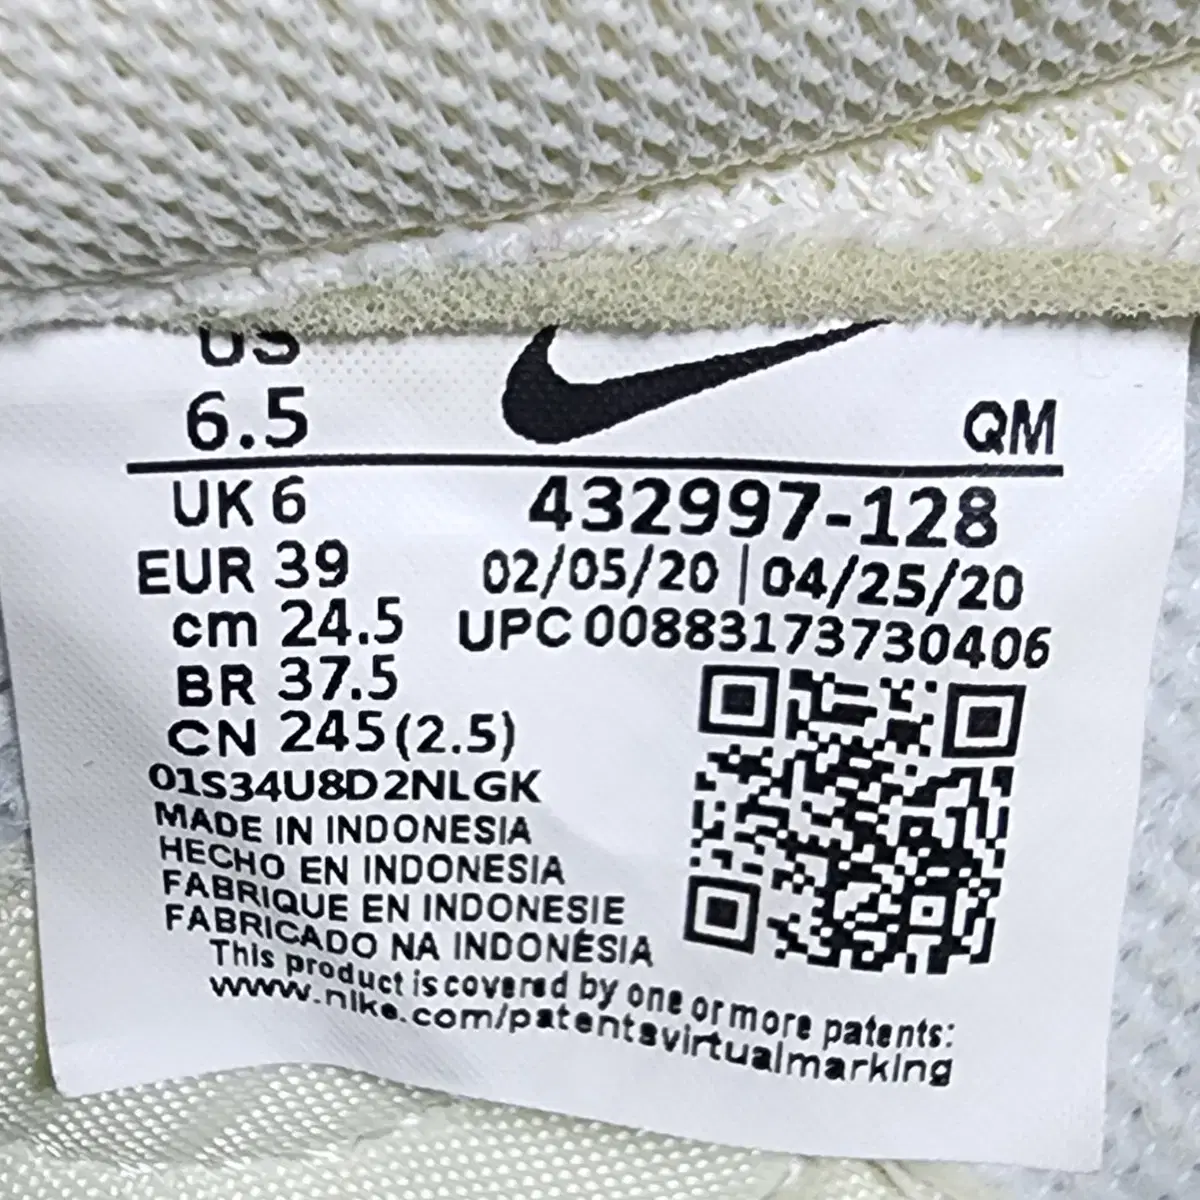 US
6.5
QM
UK 6
432997-128
EUR 39
02/05/20 | 04/25/20
cm 24.5
UPC 00883173730406
BR 37.5
CN 245 (2.5)
01S34U8D2NLGK
MADE IN INDONESIA
HECHO EN INDONESIA
FABRIQUE EN INDONESIE
FABRICADO NA INDONÉSIA
This product is covered by one or more patents:
www.nike.com/patentsvirtualmarking